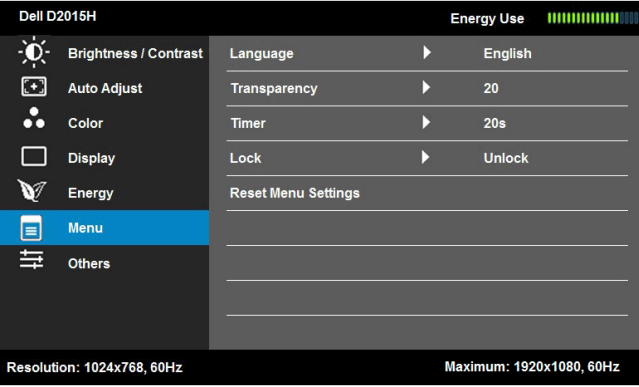 Dell D2015H Energy Use
Brightness / Contrast Language English
Auto Adjust Transparency 20
Color Timer 20s
Display Lock Unlock
Energy Reset Menu Settings
Menu
Others
Resolution: 1024x768, 60Hz Maximum: 1920x1080, 60Hz